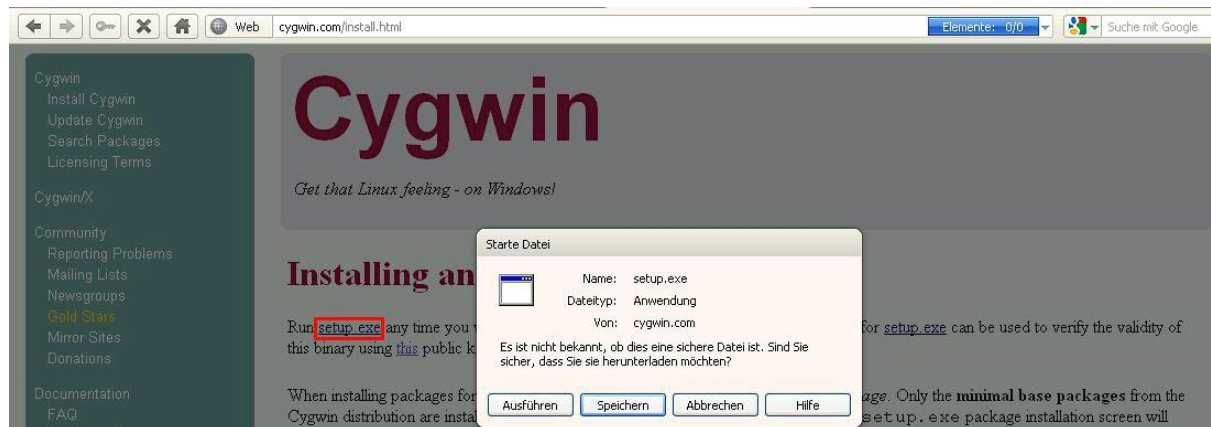 Web cygwin.com/install.html Elemente: 0/0 Suche mit Google
Cygwin
Install Cygwin
Update Cygwin
Search Packages
Licensing Terms
Cygwin/X
Community
Reporting Problems
Mailing Lists
Newsgroups
Gold Stars
Mirror Sites
Donations
Documentation
FAQ
Cygwin
Get that Linux feeling - on Windows!
Installing an
Run setup.exe any time you for setup.exe can be used to verify the validity of
this binary using this public
When installing packages for Only the minimal base packages from the
Cygwin distribution are setup.exe package installation screen will
Starte Datei
Name: setup.exe
Dateityp: Anwendung
Von: cygwin.com
Es ist nicht bekannt, ob dies eine sichere Datei ist. Sind Sie
sicher, dass Sie sie herunterladen möchten?
Ausführen Speichern Abbrechen Hilfe